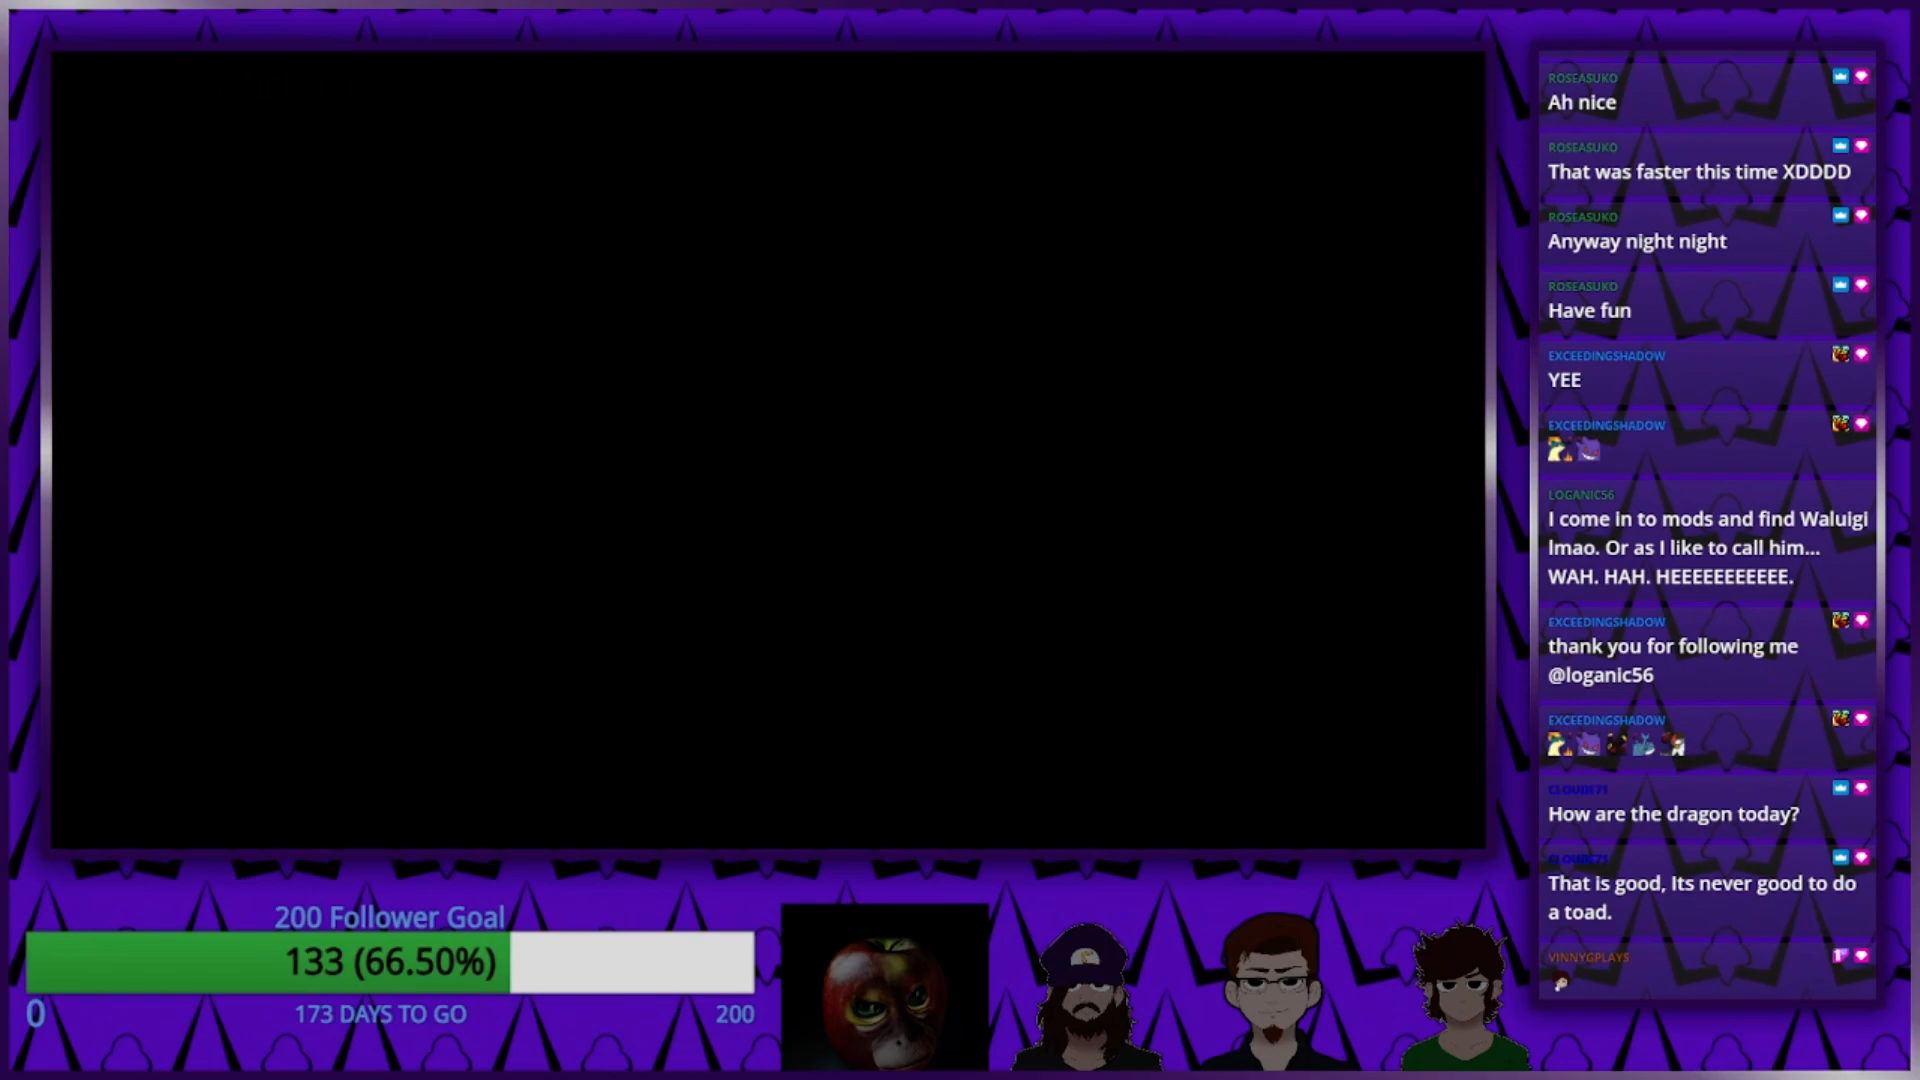 ROSEASUKO
Ah nice
ROSEASUKO
That was faster this time XDDDD
ROSEASUKO
Anyway night night
ROSEASUKO
Have fun
EXCEEDINGSHADOW
YEE
EXCEEDINGSHADOW
LOGANIC56
I come in to mods and find Waluigi
lmao. Or as I like to call him...
WAH. HAH. HEEEEEEEEEEE.
EXCEEDINGSHADOW
thank you for following me
@loganic56
EXCEEDINGSHADOW
CLOUDE71
How are the dragon today?
CLOUDE71
That is good, Its never good to do
a toad.
VINNYGPLAYS
200 Follower Goal
133 (66.50%)
0
173 DAYS TO GO
200